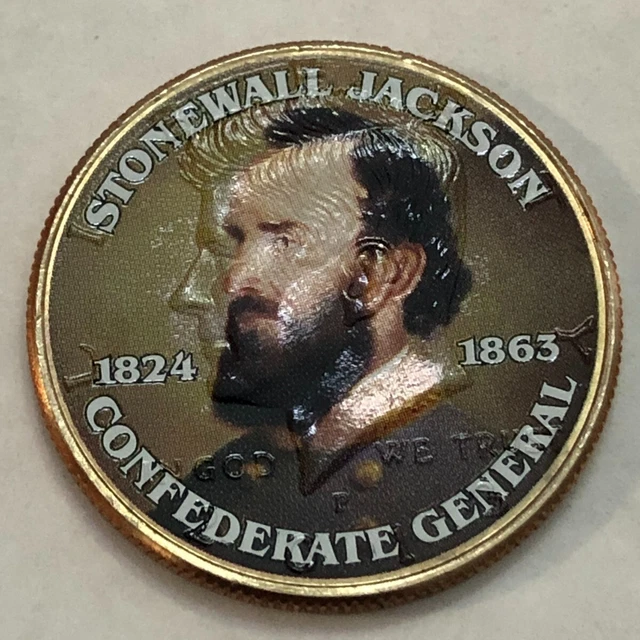 STONEWALL JACKSON
1824
1863
GOD WE
P
CONFEDERATE GENERAL